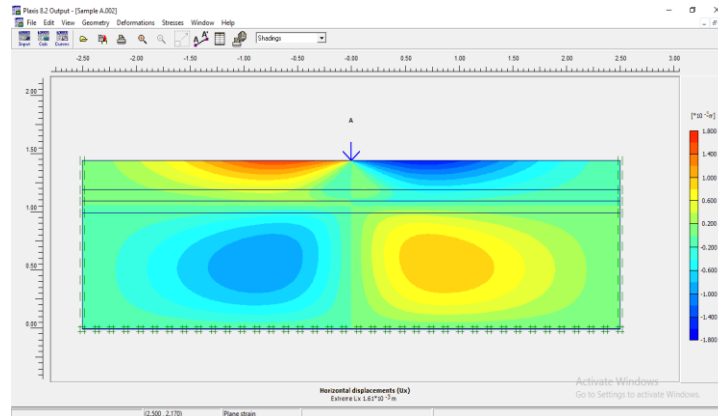 Plaxis 8.2 Output - [Sample A.002]
File Edit View Geometry Deformations Stresses Window Help
Input Calc Curves Shadings
-2.50 -2.00 -1.50 -1.00 -0.50 -0.00 0.50 1.00 1.50 2.00 2.50 3.00
2.00
1.50
1.00
0.50
0.00
A
[*10 -3 m]
1.800
1.400
1.000
0.600
0.200
-0.200
-0.600
-1.000
-1.400
-1.800
Horizontal displacements (Ux)
Extreme Ux 1.61*10 -3 m
Activate Windows
Go to Settings to activate Windows.
(2.500 , 2.170) Plane strain